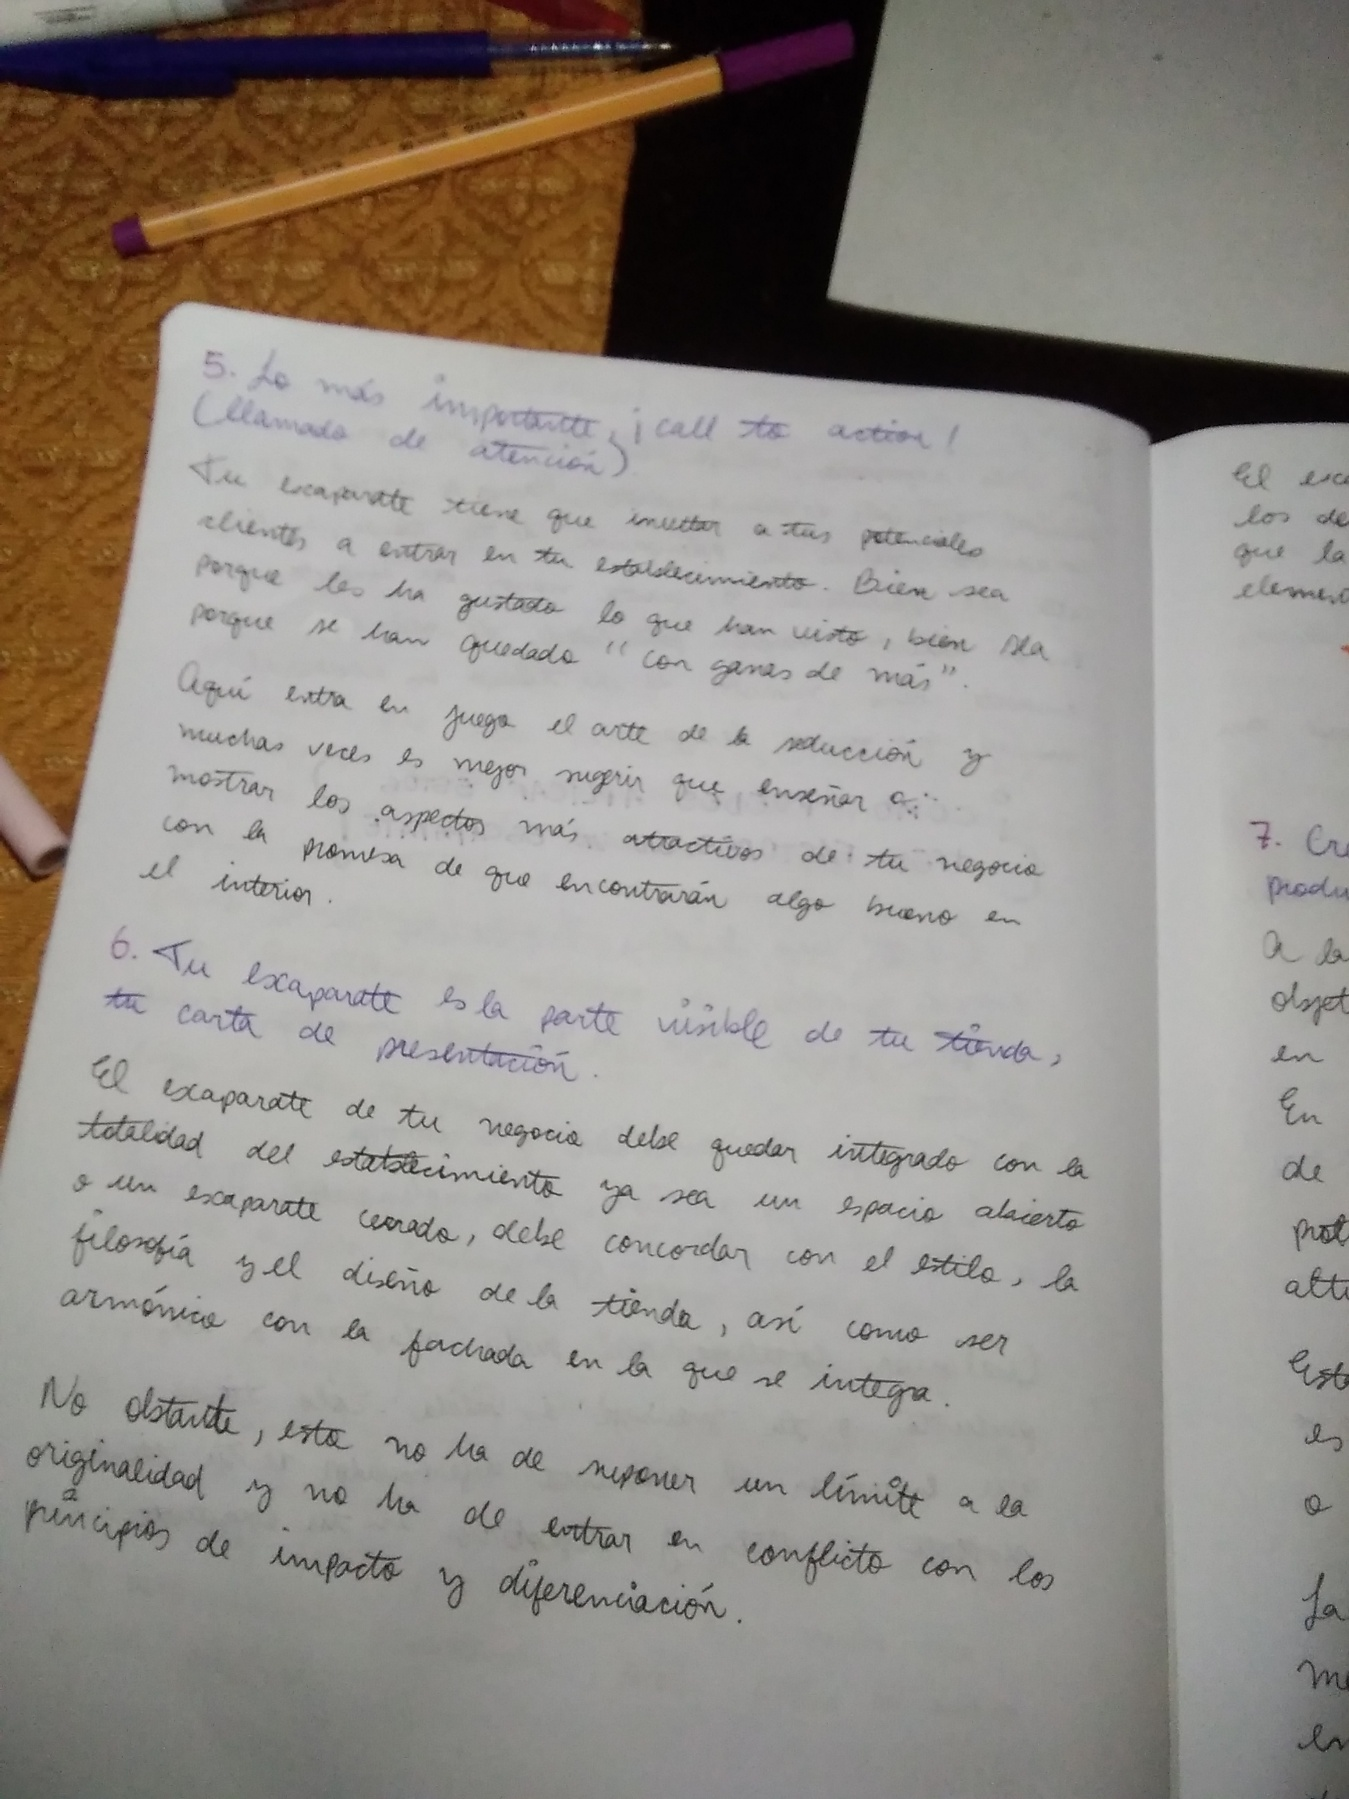 5. Lo más importante, ¡call to action!
(llamado de atención)
Tu escaparate tiene que invitar a tus potenciales
clientes a entrar en tu establecimiento. Bien sea
porque les ha gustado lo que han visto, bien sea
porque se han quedado "con ganas de más".
Aquí entra en juego el arte de la seducción y
muchas veces es mejor sugerir que enseñar o...
mostrar los aspectos más atractivos de tu negocio
con la promesa de que encontrarán algo bueno en
el interior.
6. Tu escaparate es la parte visible de tu tienda,
tu carta de presentación.
El escaparate de tu negocio debe quedar integrado con la
totalidad del establecimiento ya sea un espacio abierto
o un escaparate cerrado, debe concordar con el estilo, la
filosofía y el diseño de la tienda, así como ser
armónico con la fachada en la que se integra.
No obstante, esto no ha de suponer un límite a la
originalidad y no ha de entrar en conflicto con los
principios de impacto y diferenciación.
El
los
que la
7.
A la
en
En
de
es
o
La